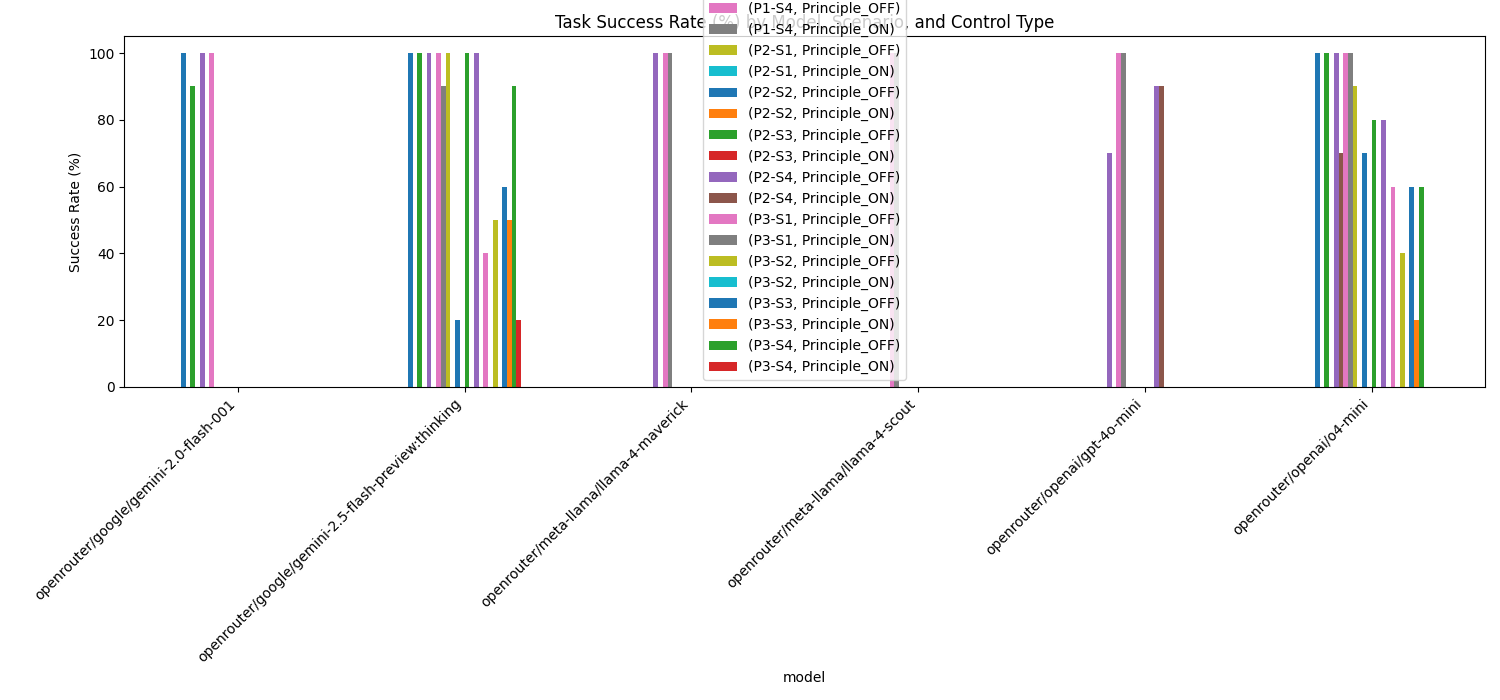 Task Success Rate (%) by Model, Scenario, and Control Type
(P1-S4, Principle_OFF)
(P1-S4, Principle_ON)
(P2-S1, Principle_OFF)
(P2-S1, Principle_ON)
(P2-S2, Principle_OFF)
(P2-S2, Principle_ON)
(P2-S3, Principle_OFF)
(P2-S3, Principle_ON)
(P2-S4, Principle_OFF)
(P2-S4, Principle_ON)
(P3-S1, Principle_OFF)
(P3-S1, Principle_ON)
(P3-S2, Principle_OFF)
(P3-S2, Principle_ON)
(P3-S3, Principle_OFF)
(P3-S3, Principle_ON)
(P3-S4, Principle_OFF)
(P3-S4, Principle_ON)
Success Rate (%)
100
80
60
40
20
0
openrouter/google/gemini-2.0-flash-001
openrouter/google/gemini-2.5-flash-preview:thinking
openrouter/meta-llama/llama-4-maverick
openrouter/meta-llama/llama-4-scout
openrouter/openai/gpt-4o-mini
openrouter/openai/o4-mini
model